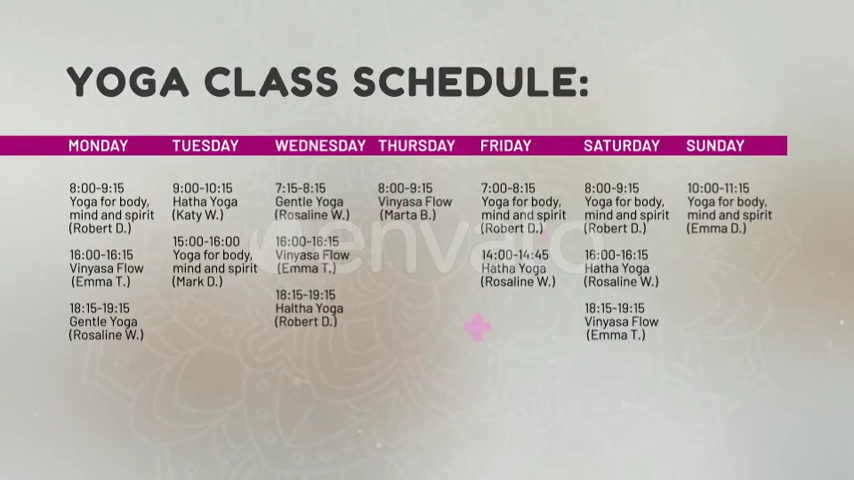 YOGA CLASS SCHEDULE:
MONDAY TUESDAY WEDNESDAY THURSDAY FRIDAY SATURDAY SUNDAY
8:00-9:15
Yoga for body,
mind and spirit
(Robert D.)
16:00-16:15
Vinyasa Flow
(Emma T.)
18:15-19:15
Gentle Yoga
(Rosaline W.)
9:00-10:15
Hatha Yoga
(Katy W.)
15:00-16:00
Yoga for body,
mind and spirit
(Mark D.)
7:15-8:15
Gentle Yoga
(Rosaline W.)
16:00-16:15
Vinyasa Flow
(Emma T.)
18:15-19:15
Haltha Yoga
(Robert D.)
8:00-9:15
Vinyasa Flow
(Marta B.)
7:00-8:15
Yoga for body,
mind and spirit
(Robert D.)
14:00-14:45
Hatha Yoga
(Rosaline W.)
8:00-9:15
Yoga for body,
mind and spirit
(Robert D.)
16:00-16:15
Hatha Yoga
(Rosaline W.)
18:15-19:15
Vinyasa Flow
(Emma T.)
10:00-11:15
Yoga for body,
mind and spirit
(Emma D.)
envato